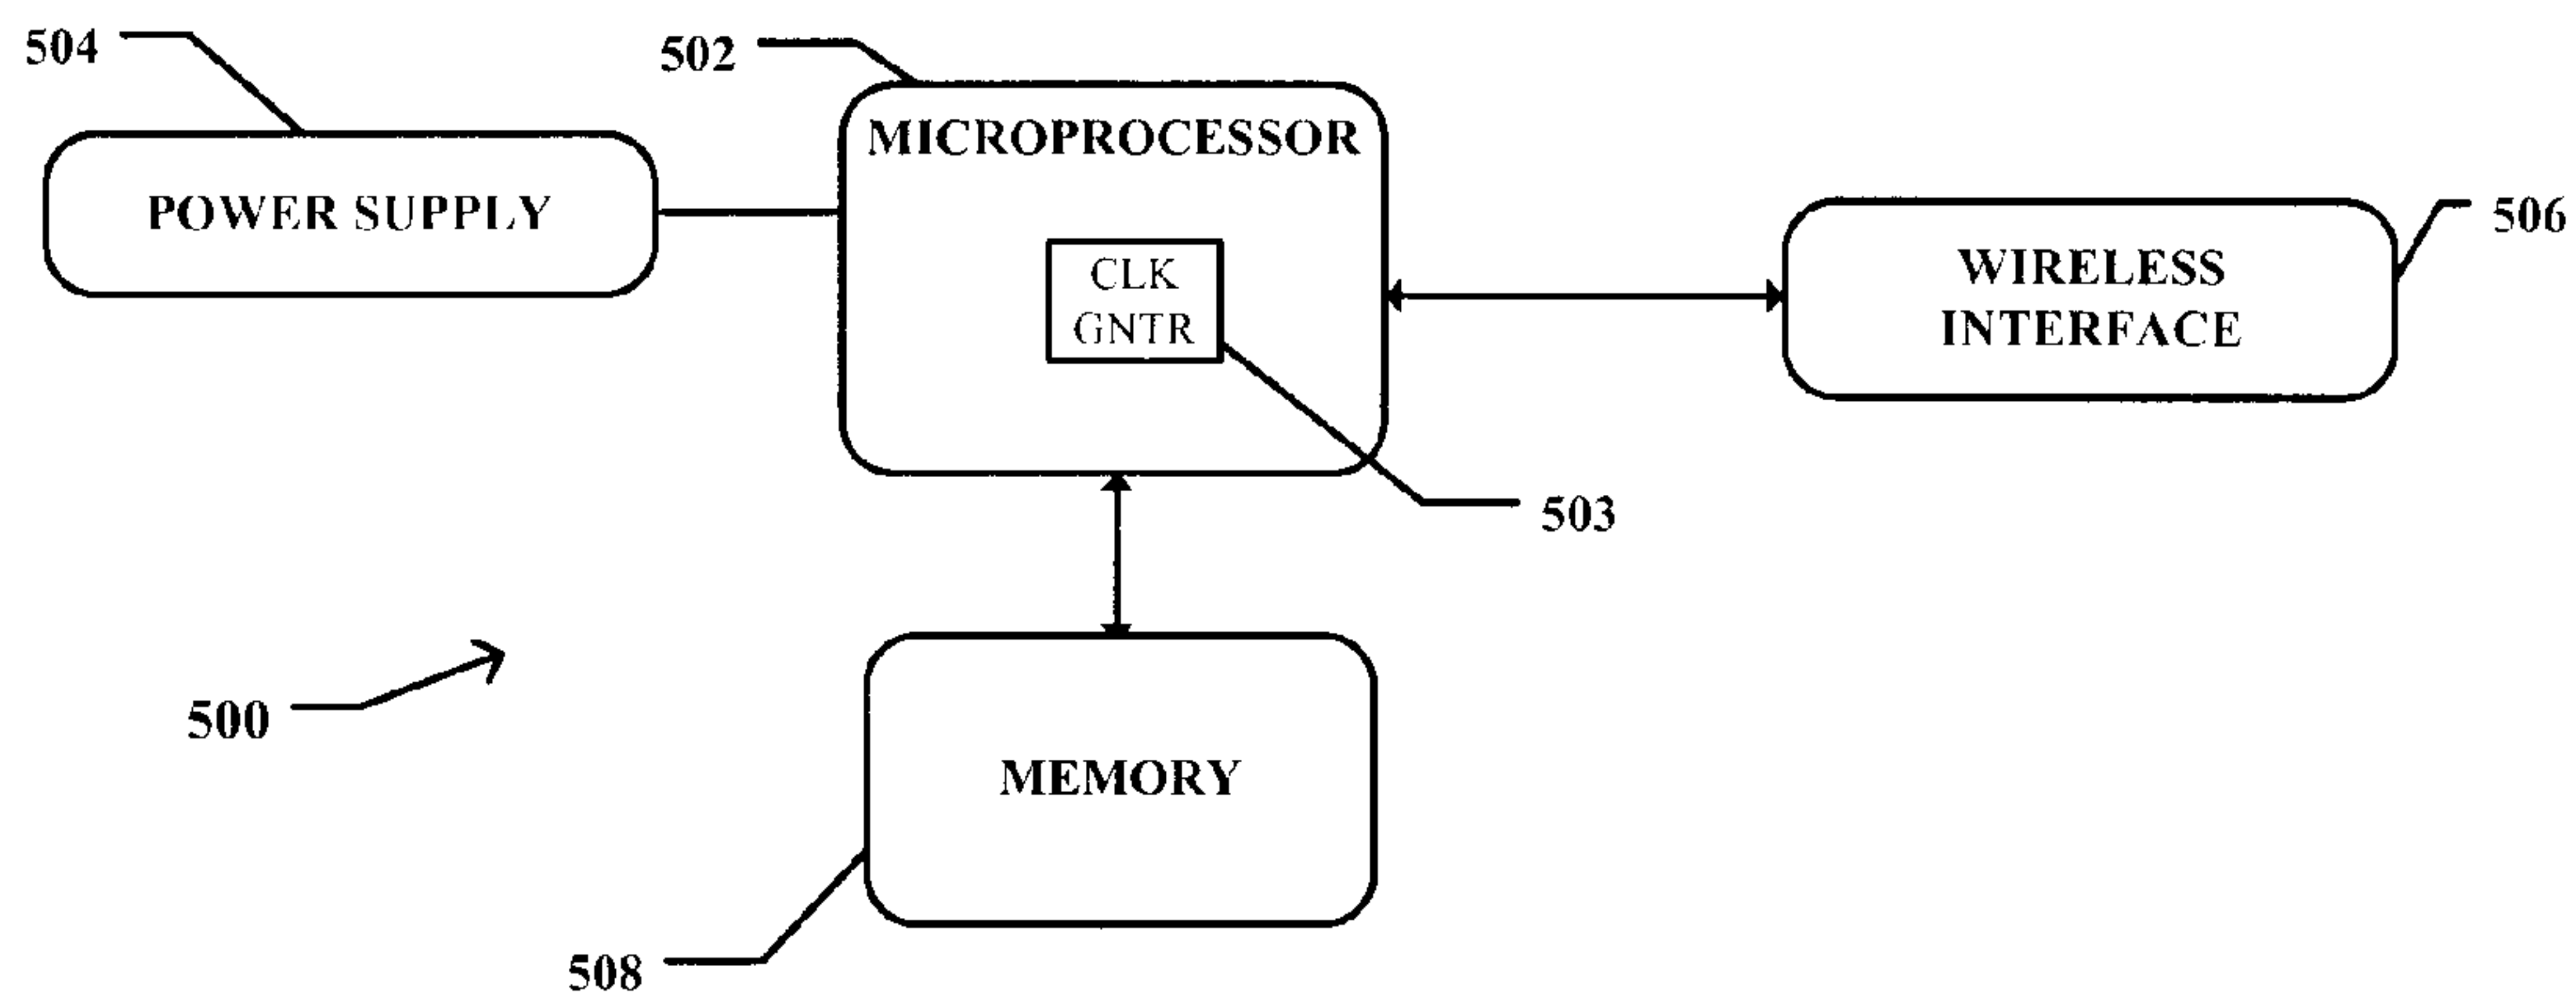 504
502
MICROPROCESSOR
POWER SUPPLY
CLK
GNTR
506
WIRELESS
INTERFACE
503
500
MEMORY
508